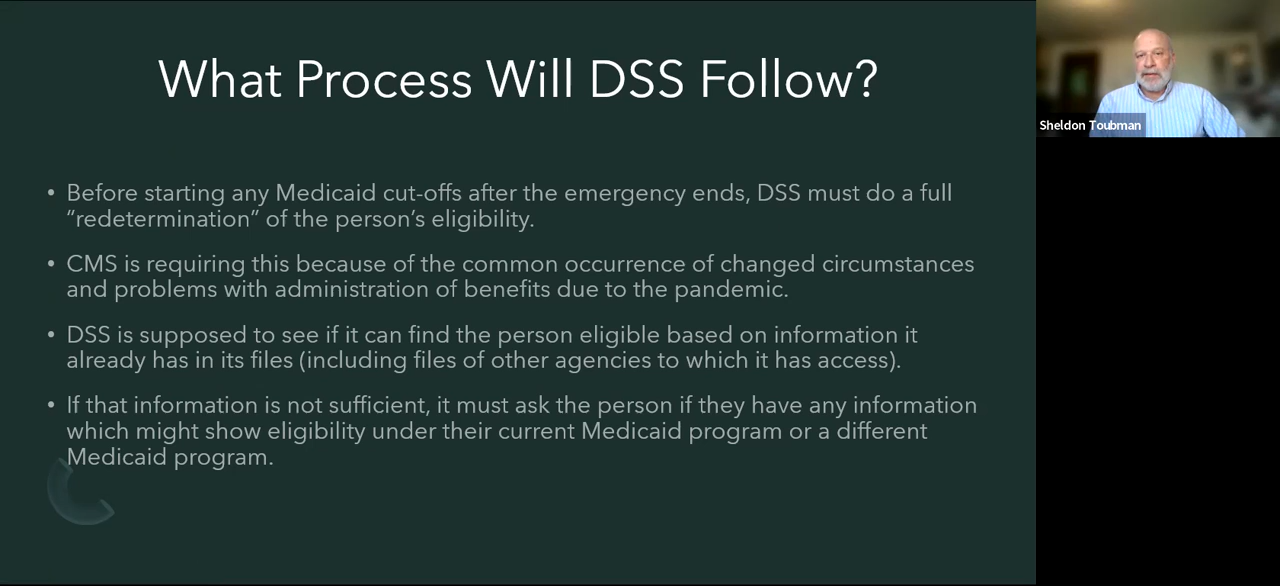 What Process Will DSS Follow?
• Before starting any Medicaid cut-offs after the emergency ends, DSS must do a full
“redetermination” of the person’s eligibility.
• CMS is requiring this because of the common occurrence of changed circumstances
and problems with administration of benefits due to the pandemic.
• DSS is supposed to see if it can find the person eligible based on information it
already has in its files (including files of other agencies to which it has access).
• If that information is not sufficient, it must ask the person if they have any information
which might show eligibility under their current Medicaid program or a different
Medicaid program.
Sheldon Toubman